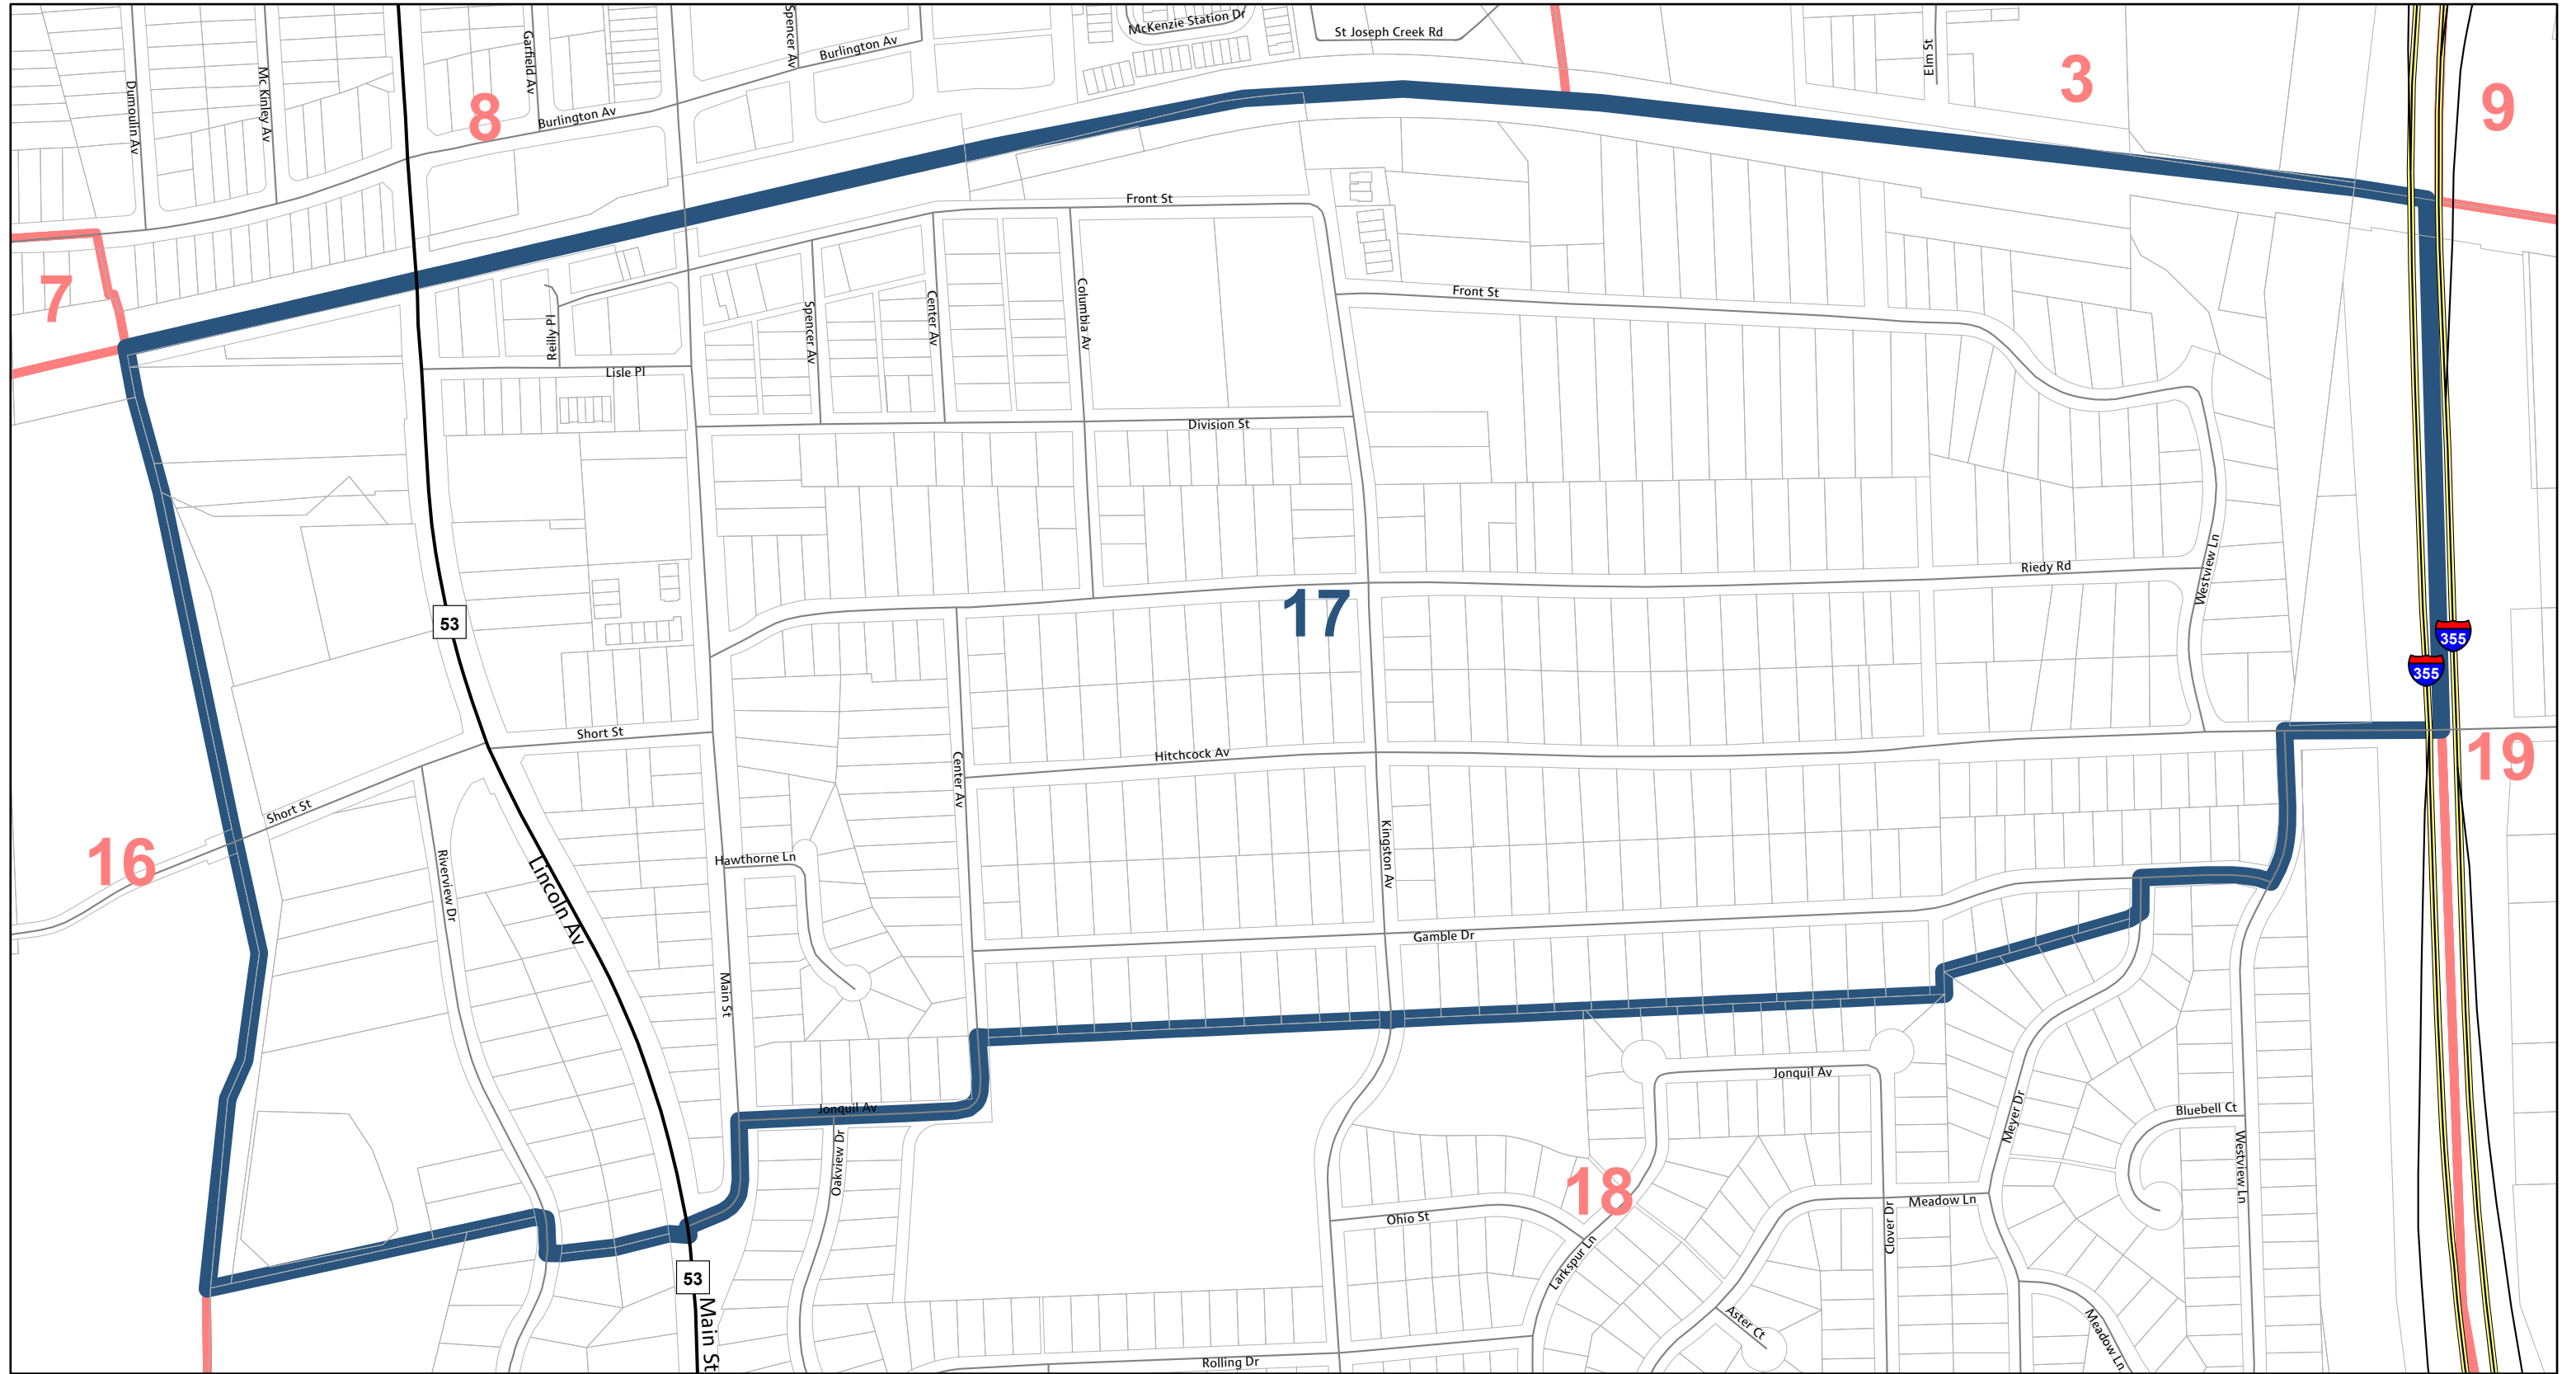 Spencer Av
McKenzie Station Dr
St Joseph Creek Rd
Garfield Av
Burlington Av
Elm St
3
9
Dumoulin Av
Mc Kinley Av
8
Burlington Av
Front St
7
Front St
Reilly Pl
Spencer Av
Center Av
Columbia Av
Lisle Pl
Division St
Riedy Rd
Westview Ln
17
53
355
355
Short St
Hitchcock Av
19
Center Av
Short St
16
Hawthorne Ln
Kingston Av
Riverview Dr
Lincoln Av
Gamble Dr
Main St
Jonquil Av
Jonquil Av
Meyer Dr
Bluebell Ct
Oakview Dr
Westview Ln
18
Meadow Ln
Ohio St
Clover Dr
Larkspur Ln
53
Main St
Aster Ct
Meadow Ln
Rolling Dr